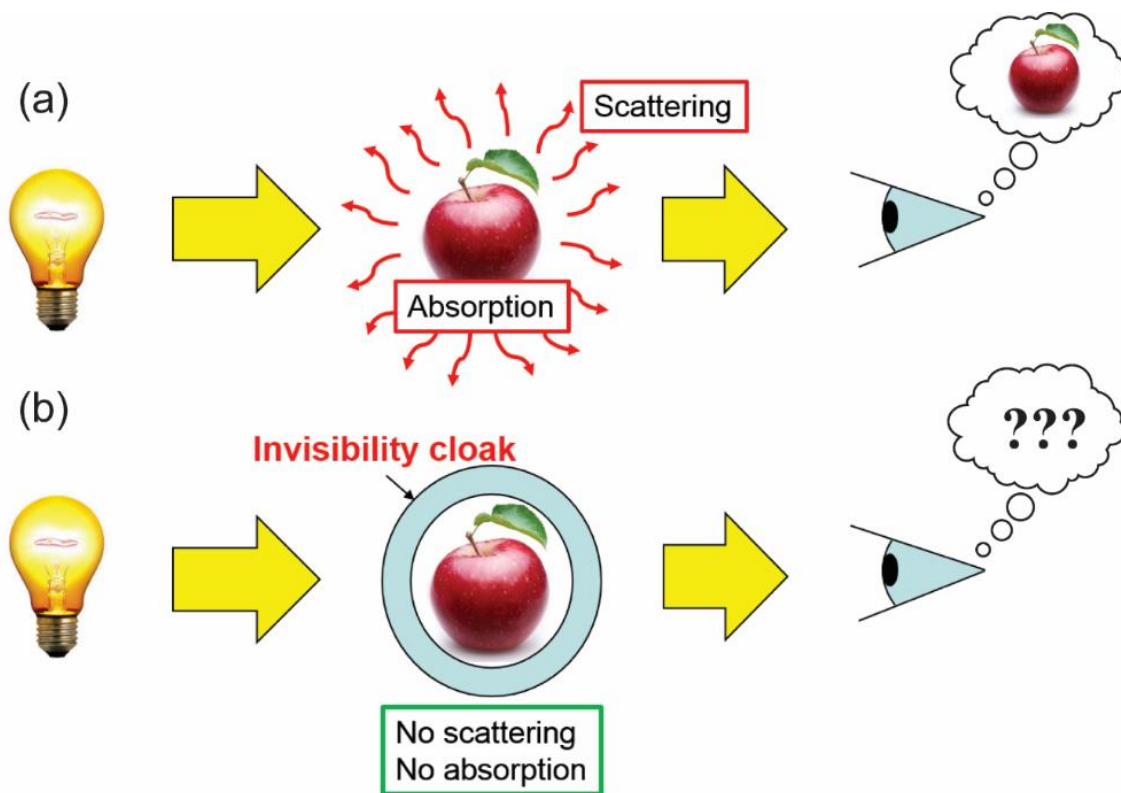 (a)
Scattering
Absorption
(b)
Invisibility cloak
???
No scattering
No absorption